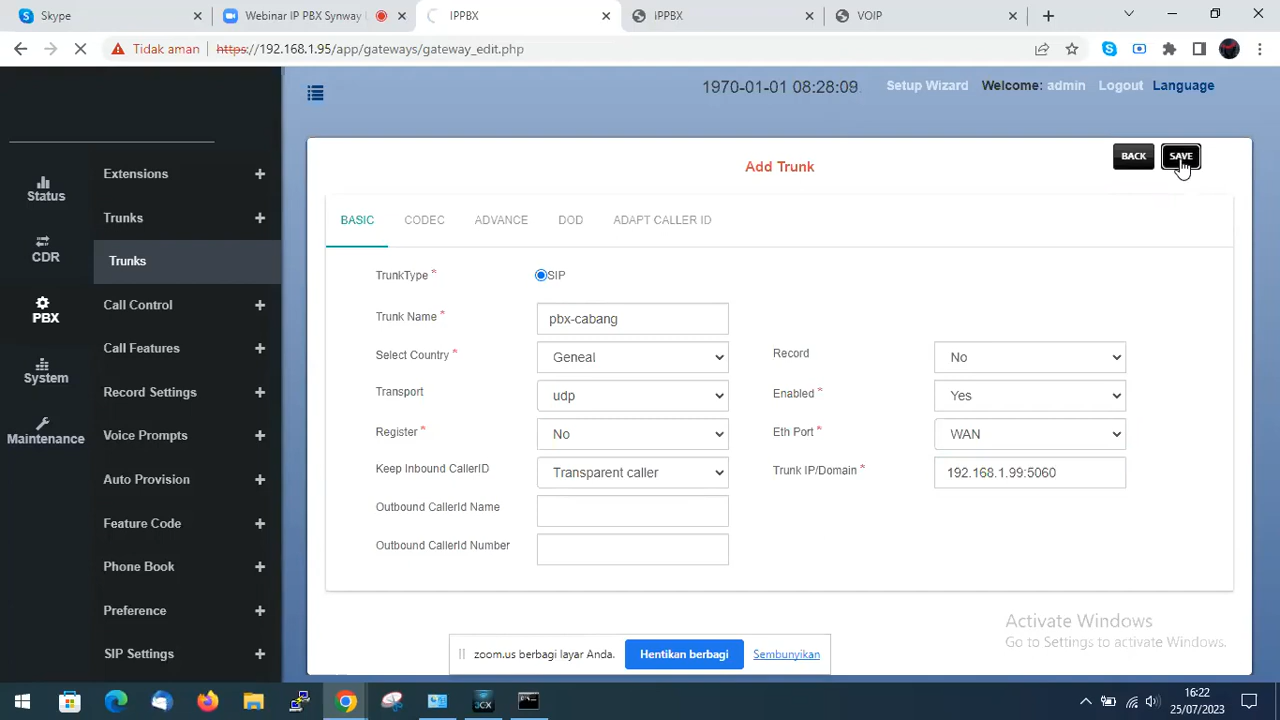 Skype
Webinar IP PBX Synway
IPPBX
iPPBX
VOIP
Tidak aman
https://192.168.1.95/app/gateways/gateway_edit.php
1970-01-01 08:28:09
Setup Wizard
Welcome: admin
Logout
Language
Status
CDR
PBX
System
Maintenance
Extensions
Trunks
Trunks
Call Control
Call Features
Record Settings
Voice Prompts
Auto Provision
Feature Code
Phone Book
Preference
SIP Settings
Add Trunk
BACK
SAVE
BASIC
CODEC
ADVANCE
DOD
ADAPT CALLER ID
TrunkType *
SIP
Trunk Name *
pbx-cabang
Select Country *
Geneal
Record
No
Transport
udp
Enabled *
Yes
Register *
No
Eth Port *
WAN
Keep Inbound CallerID
Transparent caller
Trunk IP/Domain *
192.168.1.99:5060
Outbound CallerId Name
Outbound CallerId Number
Activate Windows
Go to Settings to activate Windows.
zoom.us berbagi layar Anda.
Hentikan berbagi
Sembunyikan
3CX
16:22
25/07/2023